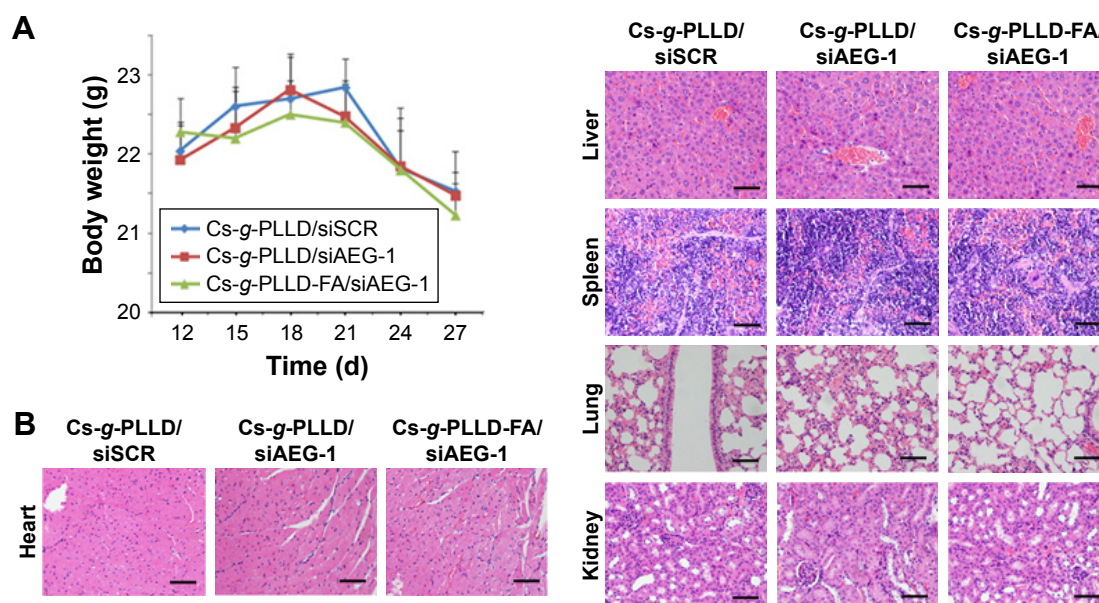 A
Body weight (g)
23
22
21
20
Cs-g-PLLD/siSCR
Cs-g-PLLD/siAEG-1
Cs-g-PLLD-FA/siAEG-1
12 15 18 21 24 27
Time (d)
B
Cs-g-PLLD/
siSCR
Cs-g-PLLD/
siAEG-1
Cs-g-PLLD-FA/
siAEG-1
Heart
Cs-g-PLLD/
siSCR
Cs-g-PLLD/
siAEG-1
Cs-g-PLLD-FA/
siAEG-1
Liver
Spleen
Lung
Kidney